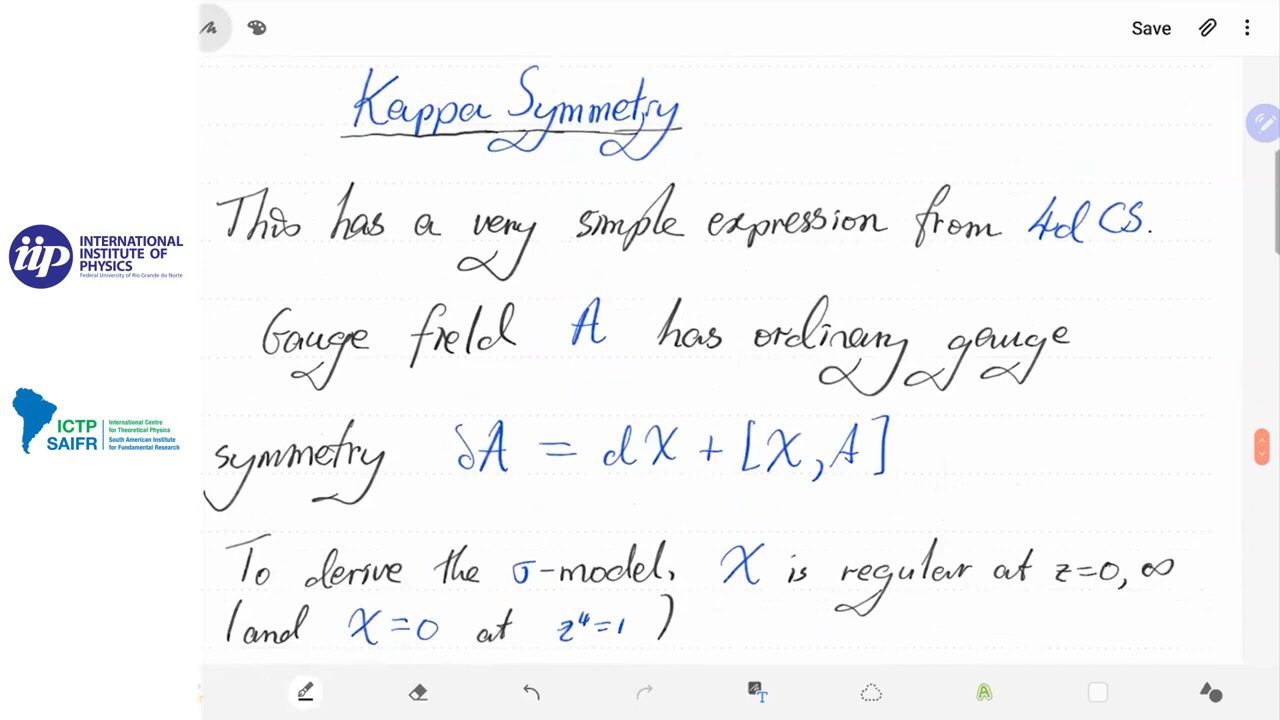 Save
Kappa Symmetry
This has a very simple expression from 4d CS.
Gauge field A has ordinary gauge
symmetry δA = dχ + [χ, A]
To derive the σ-model, χ is regular at z=0, ∞
(and χ=0 at z⁴=1)
iip
INTERNATIONAL
INSTITUTE OF
PHYSICS
Federal University of Rio Grande do Norte
ICTP
SAIFR
International Centre
for Theoretical Physics
South American Institute
for Fundamental Research
T
A